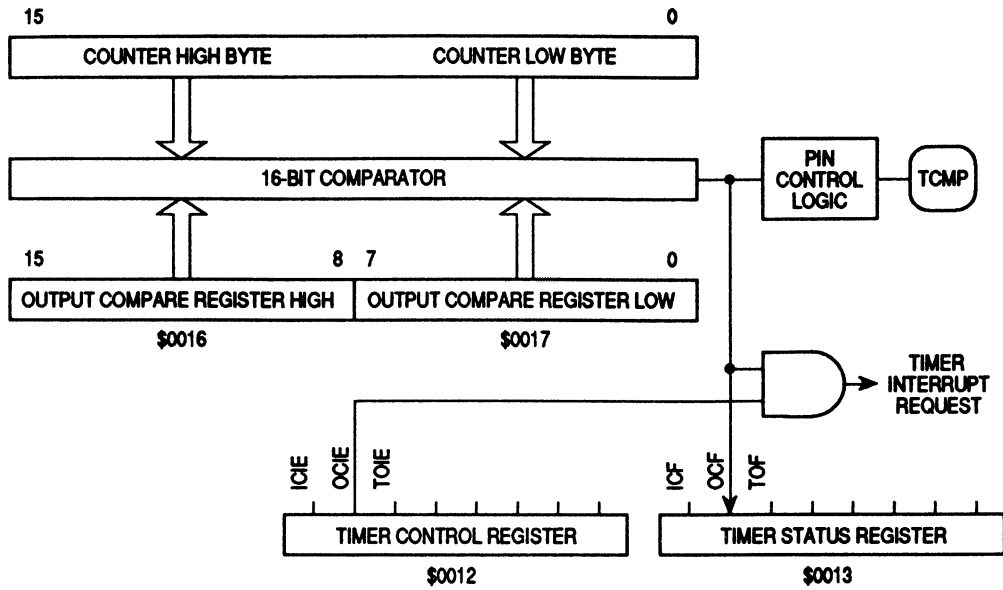 15 0
COUNTER HIGH BYTE COUNTER LOW BYTE
16-BIT COMPARATOR
PIN
CONTROL
LOGIC
TCMP
15 8 7 0
OUTPUT COMPARE REGISTER HIGH OUTPUT COMPARE REGISTER LOW
$0016 $0017
TIMER
INTERRUPT
REQUEST
ICIE
OCIE
TOIE
ICF
OCF
TOF
TIMER CONTROL REGISTER TIMER STATUS REGISTER
$0012 $0013